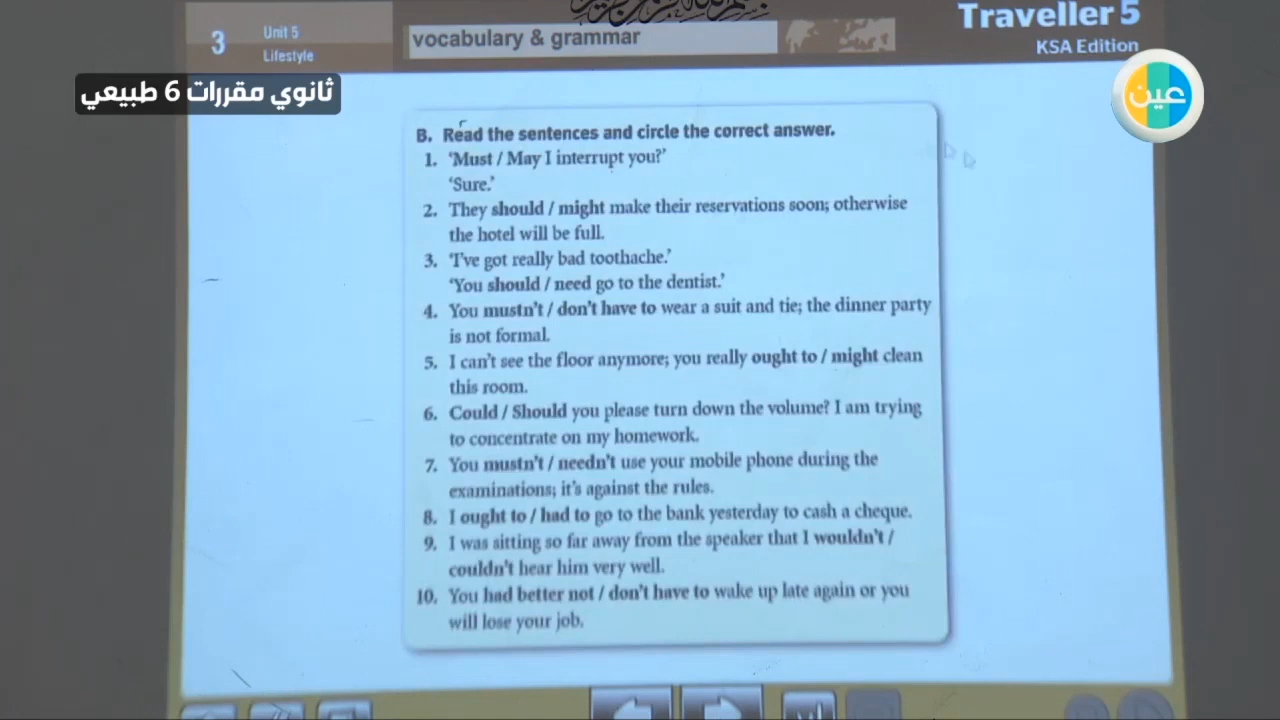 3
Unit 5
Lifestyle
vocabulary & grammar
Traveller 5
KSA Edition
ثانوي مقررات 6 طبيعي
عين
B. Read the sentences and circle the correct answer.
1. ‘Must / May I interrupt you?’
‘Sure.’
2. They should / might make their reservations soon; otherwise
the hotel will be full.
3. ‘I’ve got really bad toothache.’
‘You should / need go to the dentist.’
4. You mustn’t / don’t have to wear a suit and tie; the dinner party
is not formal.
5. I can’t see the floor anymore; you really ought to / might clean
this room.
6. Could / Should you please turn down the volume? I am trying
to concentrate on my homework.
7. You mustn’t / needn’t use your mobile phone during the
examinations; it’s against the rules.
8. I ought to / had to go to the bank yesterday to cash a cheque.
9. I was sitting so far away from the speaker that I wouldn’t /
couldn’t hear him very well.
10. You had better not / don’t have to wake up late again or you
will lose your job.